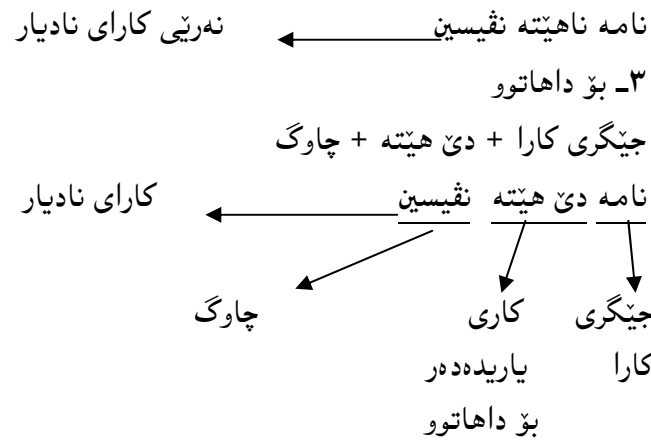 نامە ناهێتە نڤیسین نەرێی کارای نادیار
٣ـ بۆ داهاتوو
جێگری کارا + دێ هێتە + چاوگ
نامە دێ هێتە نڤیسین کارای نادیار
جێگری کاری چاوگ
کارا یاریدەدەر
بۆ داهاتوو